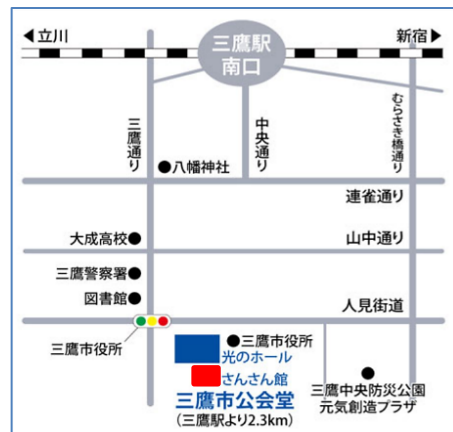 ◀立川
新宿▶
三鷹駅
南口
三鷹通り
中央通り
むらさき橋通り
●八幡神社
連雀通り
大成高校●
山中通り
三鷹警察署●
図書館●
人見街道
三鷹市役所
●三鷹市役所
光のホール
さんさん館
三鷹市公会堂
(三鷹駅より2.3km)
三鷹中央防災公園
元気創造プラザ